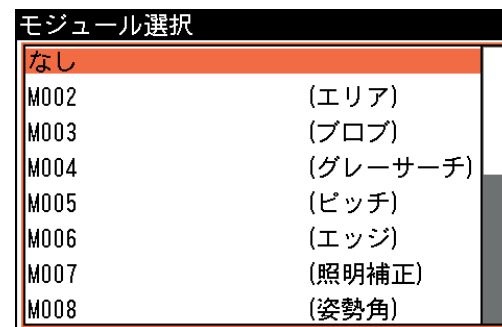 モジュール選択
なし
M002 (エリア)
M003 (ブロブ)
M004 (グレーサーチ)
M005 (ピッチ)
M006 (エッジ)
M007 (照明補正)
M008 (姿勢角)